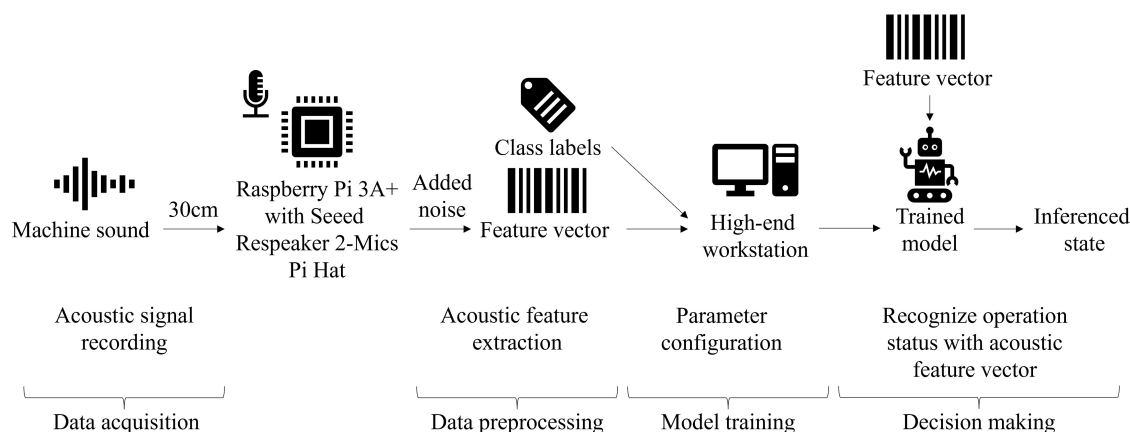 Feature vector
Class labels
Machine sound
30cm
Raspberry Pi 3A+
with Seeed
Respeaker 2-Mics
Pi Hat
Added
noise
Feature vector
High-end
workstation
Trained
model
Inferenced
state
Acoustic signal
recording
Acoustic feature
extraction
Parameter
configuration
Recognize operation
status with acoustic
feature vector
Data acquisition
Data preprocessing
Model training
Decision making